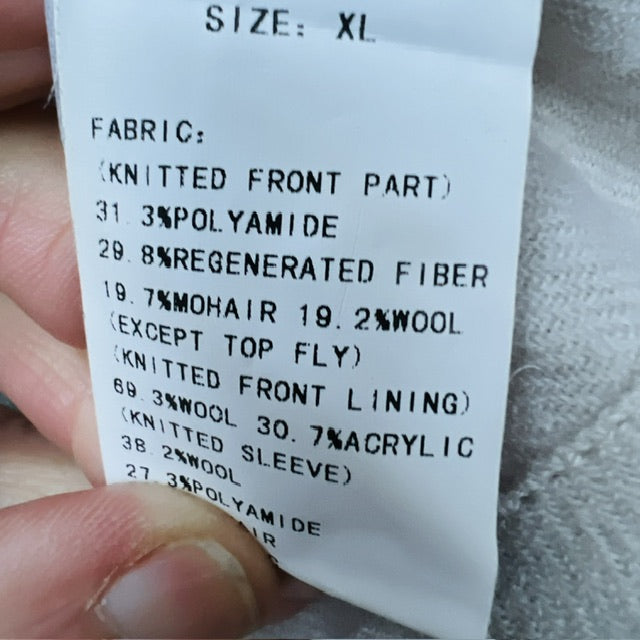 SIZE: XL
FABRIC:
(KNITTED FRONT PART)
31.3%POLYAMIDE
29.8%REGENERATED FIBER
19.7%MOHAIR 19.2%WOOL
(EXCEPT TOP FLY)
(KNITTED FRONT LINING)
69.3%WOOL 30.7%ACRYLIC
(KNITTED SLEEVE)
38.2%WOOL
27.3%POLYAMIDE